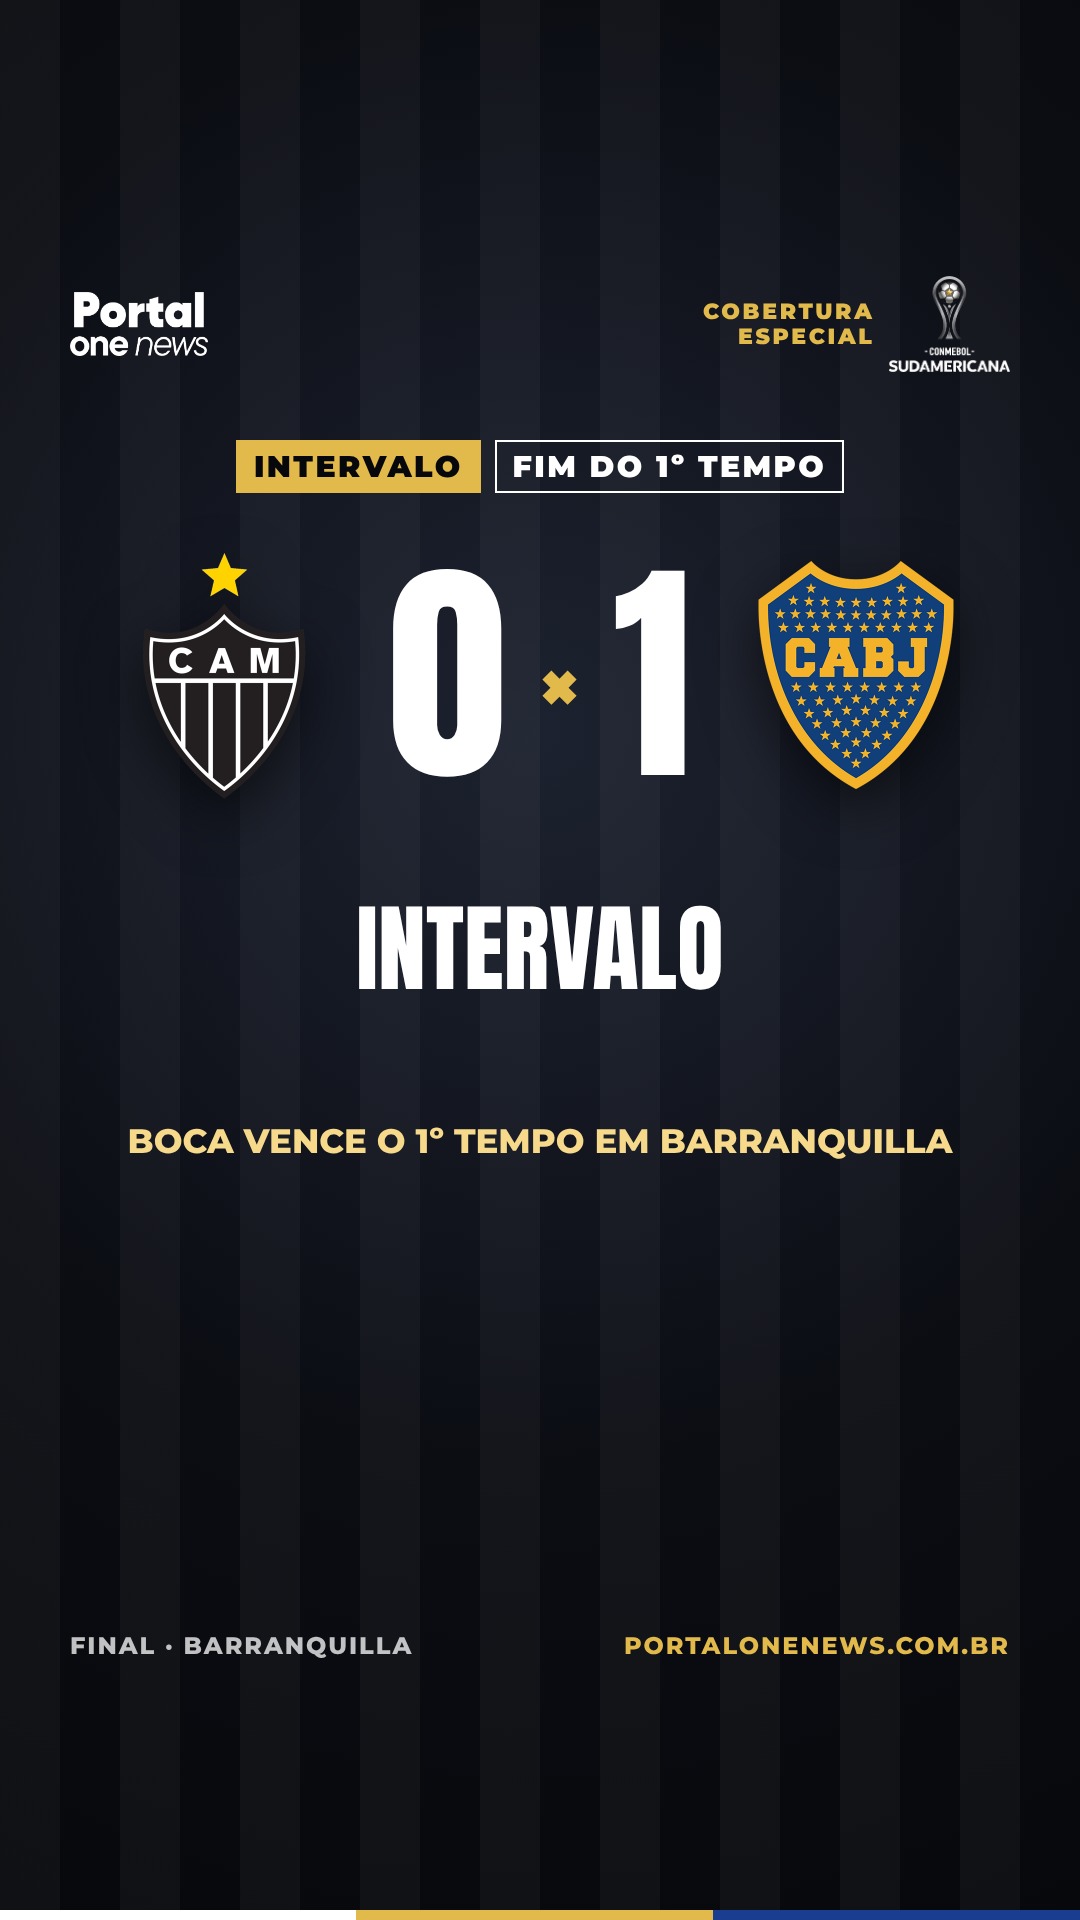 Portal
one news
COBERTURA
ESPECIAL
- CONMEBOL -
SUDAMERICANA
INTERVALO
FIM DO 1º TEMPO
CAM
0 × 1
CABJ
INTERVALO
BOCA VENCE O 1º TEMPO EM BARRANQUILLA
FINAL · BARRANQUILLA
PORTALONENEWS.COM.BR